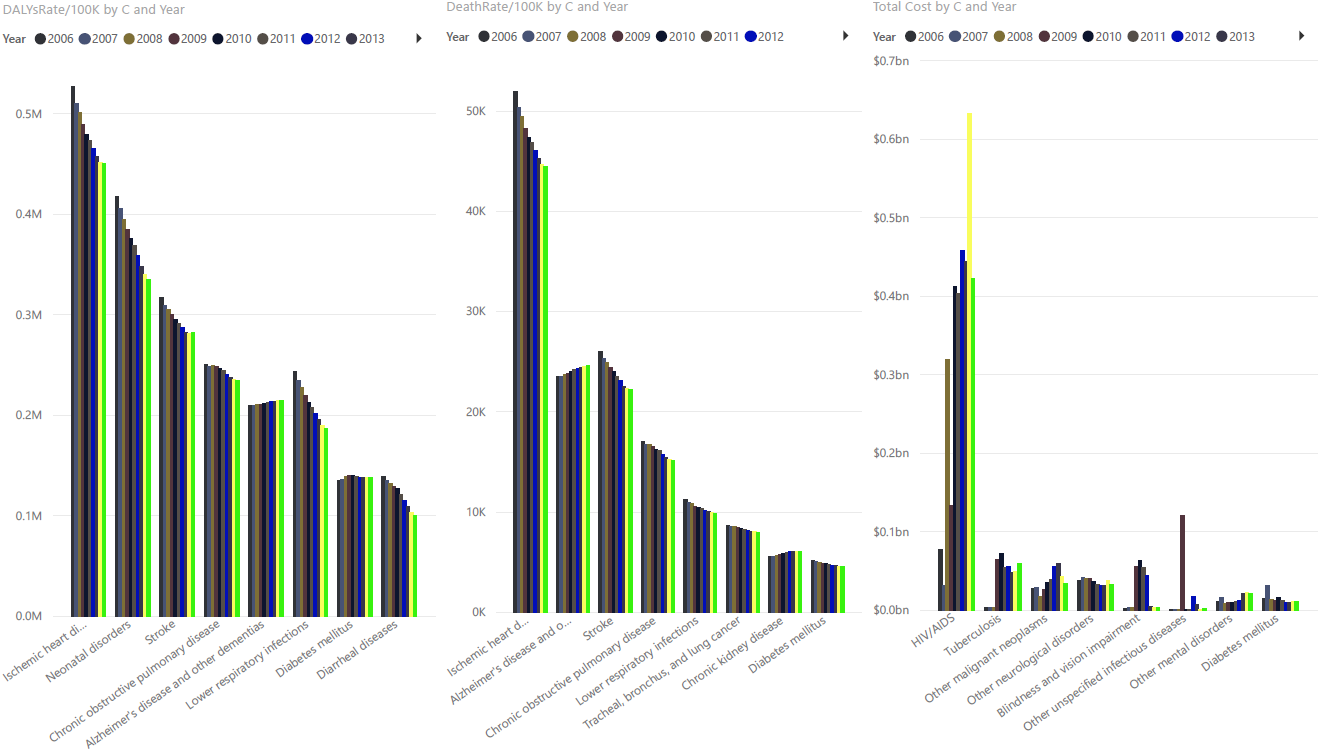 DALYsRate/100K by C and Year
Year 2006 2007 2008 2009 2010 2011 2012 2013
0.5M
0.4M
0.3M
0.2M
0.1M
0.0M
Ischemic heart di...
Neonatal disorders
Stroke
Chronic obstructive pulmonary disease
Alzheimer's disease and other dementias
Lower respiratory infections
Diabetes mellitus
Diarrheal diseases
DeathRate/100K by C and Year
Year 2006 2007 2008 2009 2010 2011 2012
50K
40K
30K
20K
10K
0K
Ischemic heart d...
Alzheimer's disease and o...
Stroke
Chronic obstructive pulmonary disease
Lower respiratory infections
Tracheal, bronchus, and lung cancer
Chronic kidney disease
Diabetes mellitus
Total Cost by C and Year
Year 2006 2007 2008 2009 2010 2011 2012 2013
$0.7bn
$0.6bn
$0.5bn
$0.4bn
$0.3bn
$0.2bn
$0.1bn
$0.0bn
HIV/AIDS
Tuberculosis
Other malignant neoplasms
Other neurological disorders
Blindness and vision impairment
Other unspecified infectious diseases
Other mental disorders
Diabetes mellitus